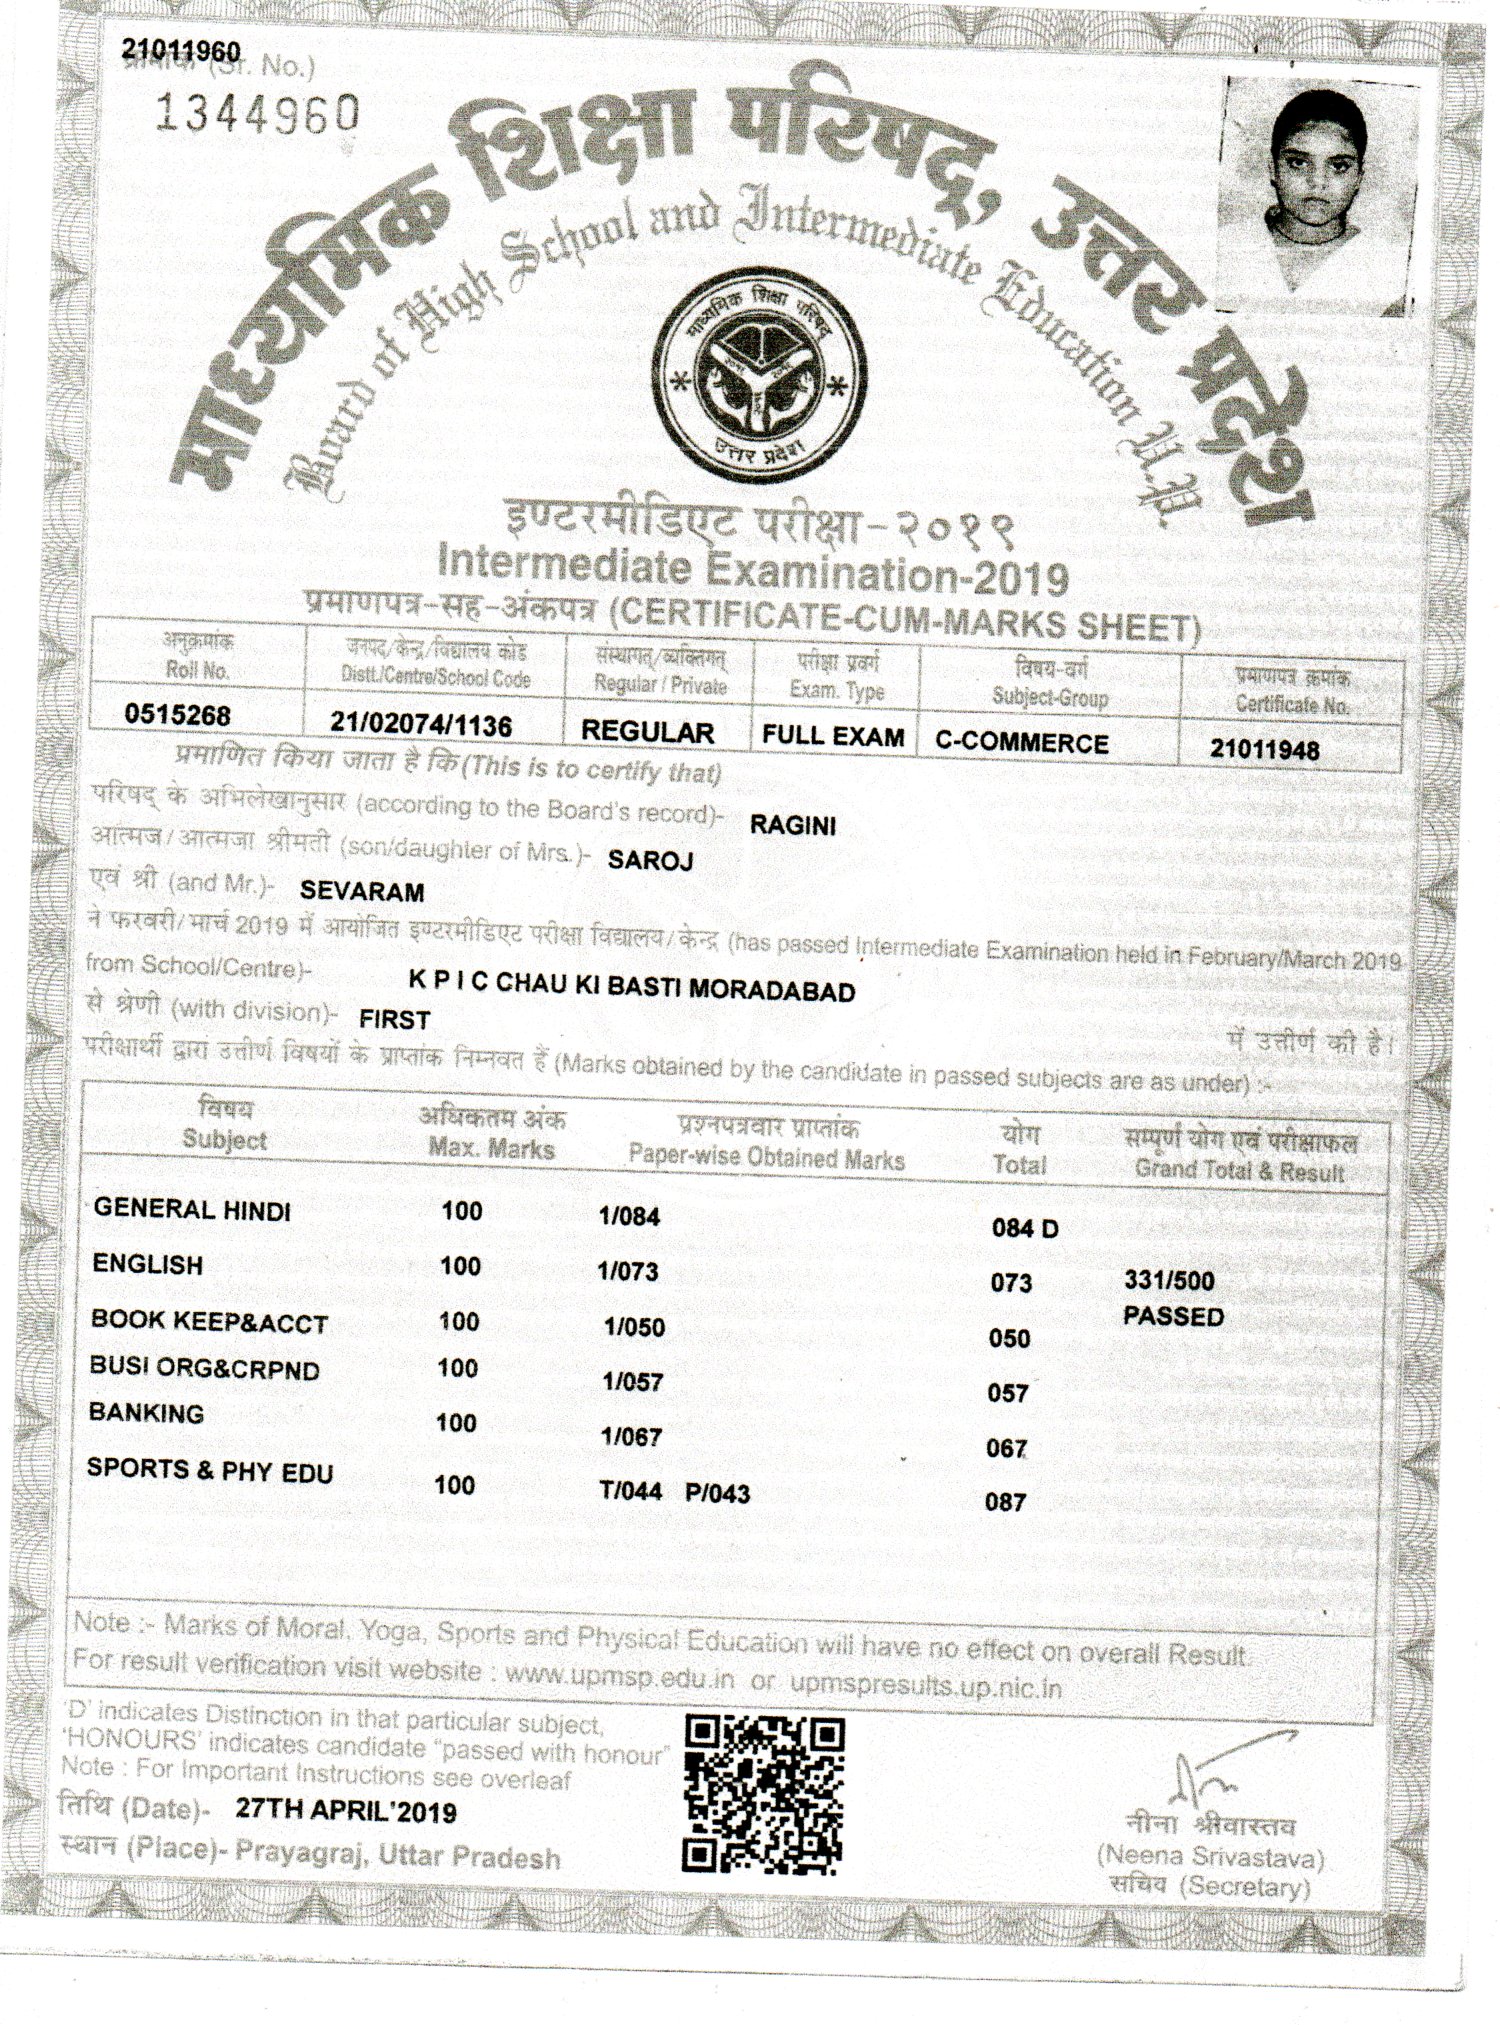 21011960
क्रमांक (Sr. No.)
1344960
माध्यमिक शिक्षा परिषद्, उत्तर प्रदेश
Board of High School and Intermediate Education U.P.
माध्यमिक शिक्षा परिषद्
उत्तर प्रदेश
इण्टरमीडिएट परीक्षा-२०१९
Intermediate Examination-2019
प्रमाणपत्र-सह-अंकपत्र (CERTIFICATE-CUM-MARKS SHEET)
अनुक्रमांक जनपद/केन्द्र/विद्यालय कोड संस्थागत/व्यक्तिगत परीक्षा प्रवर्ग विषय-वर्ग प्रमाणपत्र क्रमांक
Roll No. Distt./Centre/School Code Regular / Private Exam. Type Subject-Group Certificate No.
0515268 21/02074/1136 REGULAR FULL EXAM C-COMMERCE 21011948
प्रमाणित किया जाता है कि (This is to certify that)
परिषद् के अभिलेखानुसार (according to the Board's record)- RAGINI
आत्मज/आत्मजा श्रीमती (son/daughter of Mrs.)- SAROJ
एवं श्री (and Mr.)- SEVARAM
ने फरवरी/मार्च 2019 में आयोजित इण्टरमीडिएट परीक्षा विद्यालय/केन्द्र (has passed Intermediate Examination held in February/March 2019
from School/Centre)- K P I C CHAU KI BASTI MORADABAD
से श्रेणी (with division)- FIRST में उत्तीर्ण की है।
परीक्षार्थी द्वारा उत्तीर्ण विषयों के प्राप्तांक निम्नवत हैं (Marks obtained by the candidate in passed subjects are as under) :-
विषय अधिकतम अंक प्रश्नपत्रवार प्राप्तांक योग सम्पूर्ण योग एवं परीक्षाफल
Subject Max. Marks Paper-wise Obtained Marks Total Grand Total & Result
GENERAL HINDI 100 1/084 084 D
ENGLISH 100 1/073 073 331/500
PASSED
BOOK KEEP&ACCT 100 1/050 050
BUSI ORG&CRPND 100 1/057 057
BANKING 100 1/067 067
SPORTS & PHY EDU 100 T/044 P/043 087
Note :- Marks of Moral, Yoga, Sports and Physical Education will have no effect on overall Result.
For result verification visit website : www.upmsp.edu.in or upmspresults.up.nic.in
'D' indicates Distinction in that particular subject,
'HONOURS' indicates candidate "passed with honour"
Note : For Important Instructions see overleaf
तिथि (Date)- 27TH APRIL'2019
स्थान (Place)- Prayagraj, Uttar Pradesh
नीना श्रीवास्तव
(Neena Srivastava)
सचिव (Secretary)